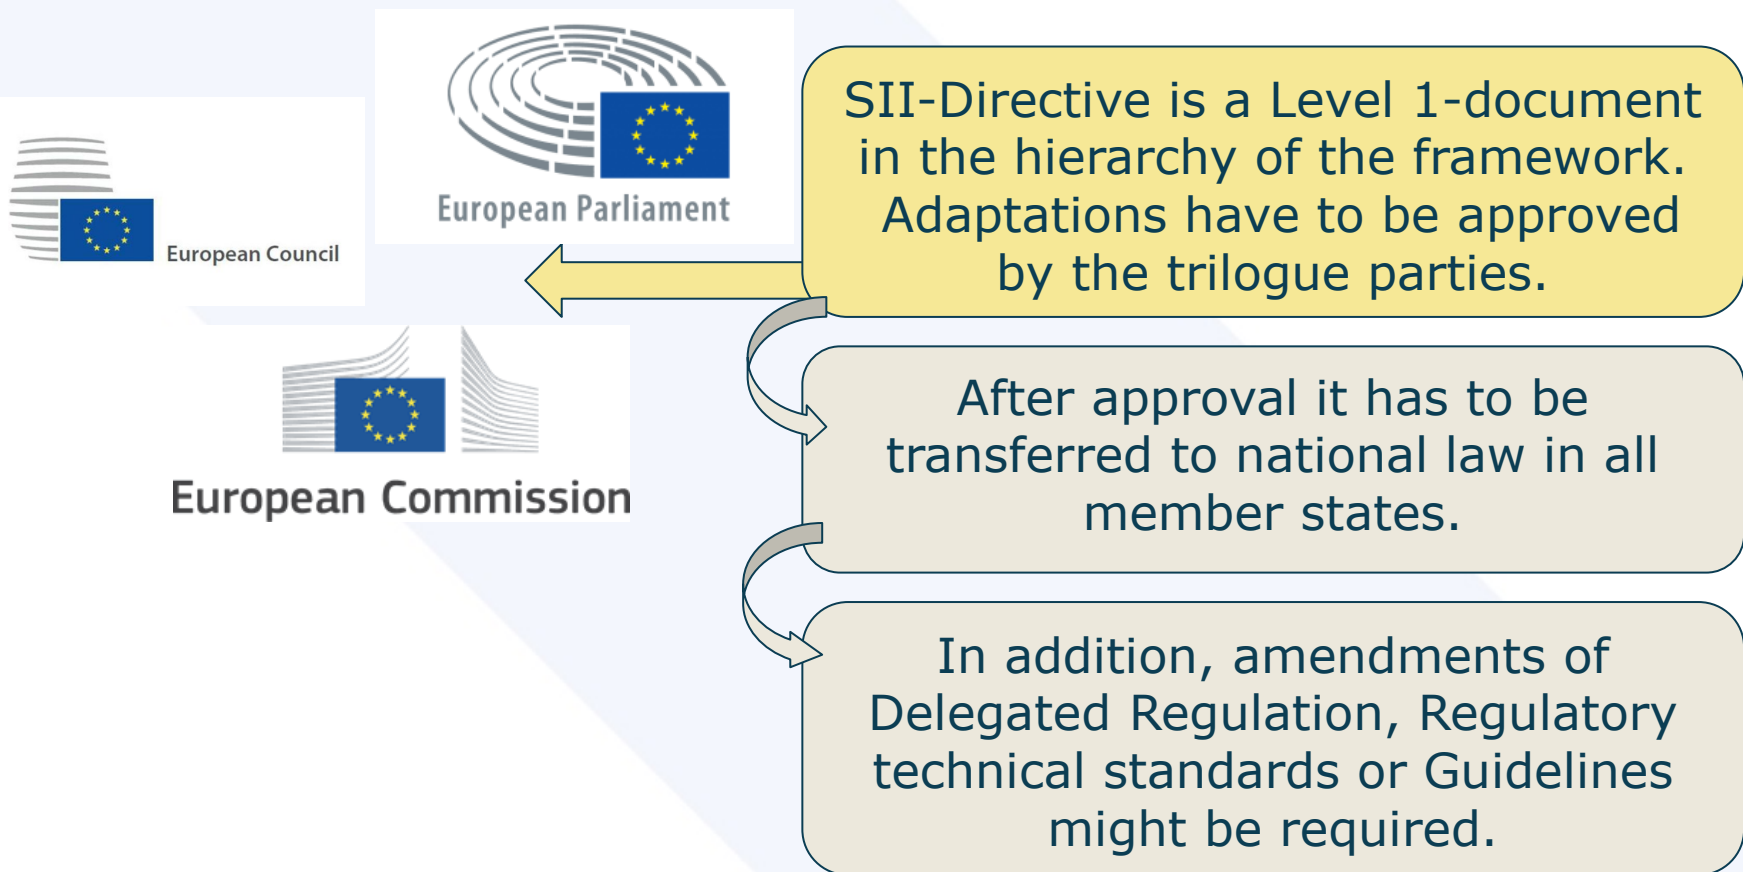 European Parliament
European Council
European Commission
SII-Directive is a Level 1-document
in the hierarchy of the framework.
Adaptations have to be approved
by the trilogue parties.
After approval it has to be
transferred to national law in all
member states.
In addition, amendments of
Delegated Regulation, Regulatory
technical standards or Guidelines
might be required.